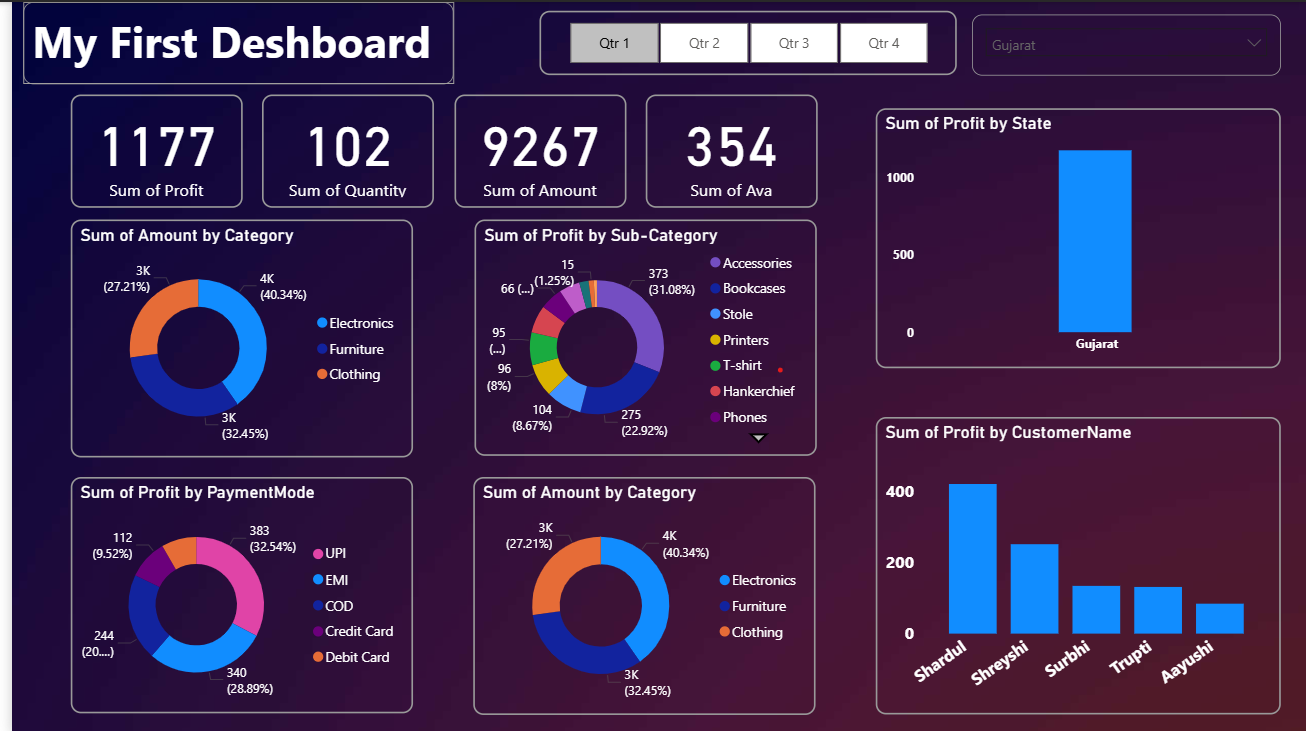 My First Deshboard
Qtr 1
Qtr 2
Qtr 3
Qtr 4
Gujarat
1177
Sum of Profit
102
Sum of Quantity
9267
Sum of Amount
354
Sum of Ava
Sum of Profit by State
1000
500
0
Gujarat
Sum of Amount by Category
3K
(27.21%)
4K
(40.34%)
3K
(32.45%)
Electronics
Furniture
Clothing
Sum of Profit by Sub-Category
15
(1.25%)
66 (...)
95
(...)
96
(8%)
104
(8.67%)
373
(31.08%)
275
(22.92%)
Accessories
Bookcases
Stole
Printers
T-shirt
Hankerchief
Phones
Sum of Profit by PaymentMode
112
(9.52%)
383
(32.54%)
244
(20....)
340
(28.89%)
UPI
EMI
COD
Credit Card
Debit Card
Sum of Amount by Category
3K
(27.21%)
4K
(40.34%)
3K
(32.45%)
Electronics
Furniture
Clothing
Sum of Profit by CustomerName
400
200
0
Shardul
Shreyshi
Surbhi
Trupti
Aayushi